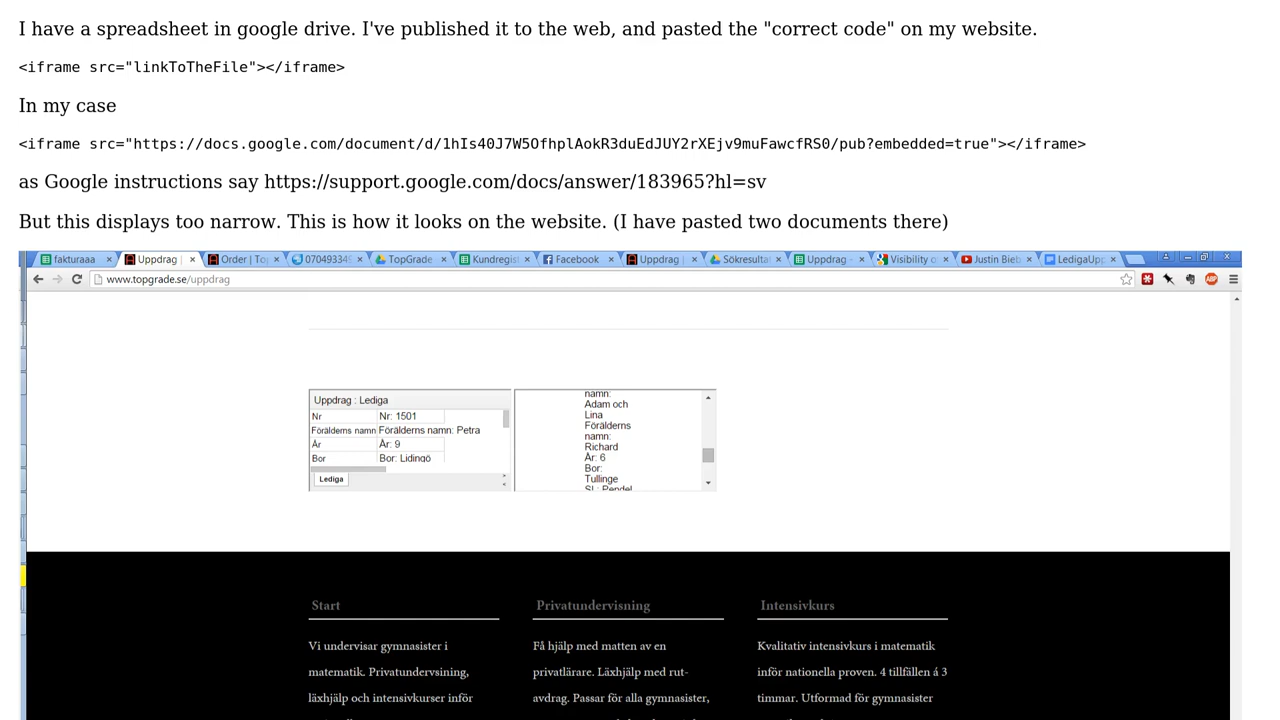 I have a spreadsheet in google drive. I've published it to the web, and pasted the "correct code" on my website.
<iframe src="linkToTheFile"></iframe>
In my case
<iframe src="https://docs.google.com/document/d/1hIs40J7W5OfhplAokR3duEdJUY2rXEjv9muFawcfRS0/pub?embedded=true"></iframe>
as Google instructions say https://support.google.com/docs/answer/183965?hl=sv
But this displays too narrow. This is how it looks on the website. (I have pasted two documents there)
fakturaaa Uppdrag | Order | To 070493349 TopGrade Kundregist Facebook Uppdrag | Sökresultat Uppdrag - Visibility o Justin Bieb LedigaUpp
www.topgrade.se/uppdrag
Uppdrag : Lediga
Nr Nr: 1501
Förälderns namn Förälderns namn: Petra
År År: 9
Bor Bor: Lidingö
Lediga
namn:
Adam och
Lina
Förälderns
namn:
Richard
År: 6
Bor:
Tullinge
SL: Pendel
Start Privatundervisning Intensivkurs
Vi undervisar gymnasister i Få hjälp med matten av en Kvalitativ intensivkurs i matematik
matematik. Privatundervsining, privatlärare. Läxhjälp med rut- inför nationella proven. 4 tillfällen á 3
läxhjälp och intensivkurser inför avdrag. Passar för alla gymnasister, timmar. Utformad för gymnasister